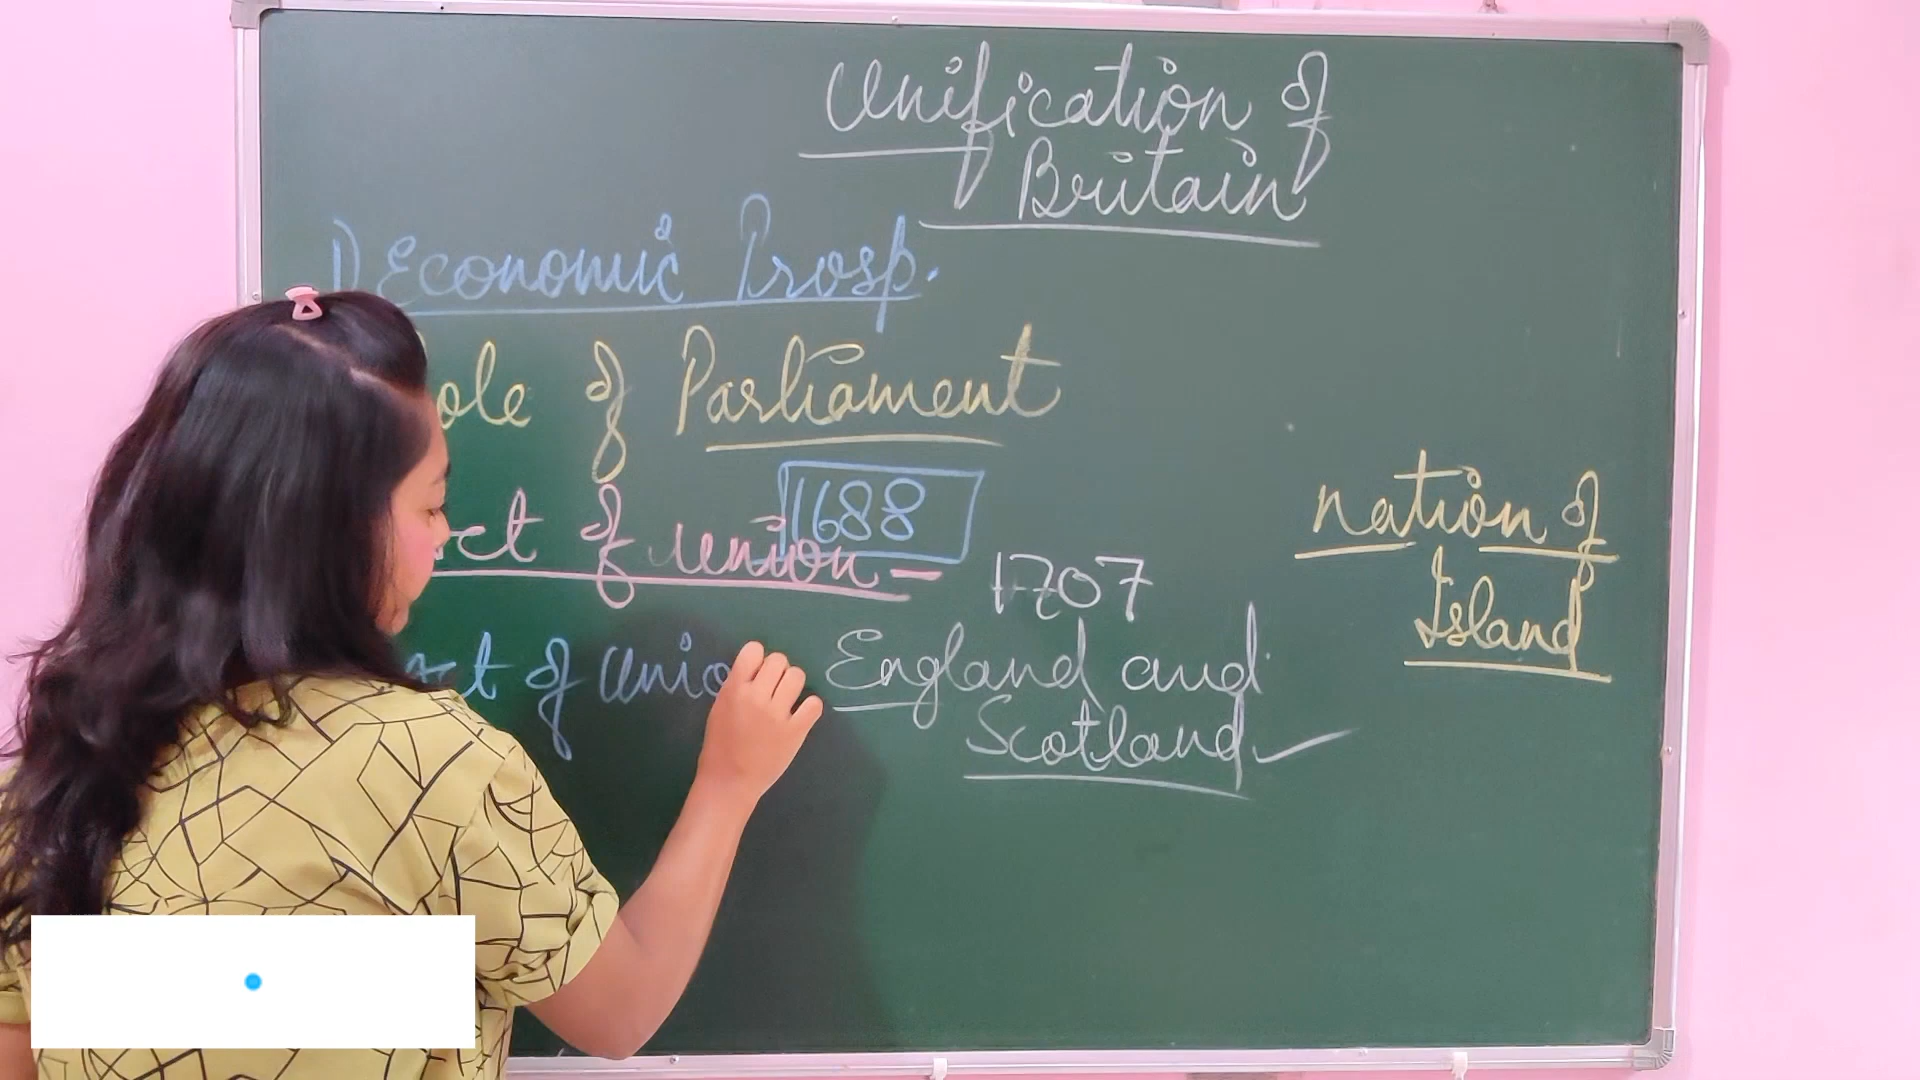 Unification of
Britain
1) Economic Prosp.
ole of Parliament
1688
ct of union -
1707
Act of unio England and
Scotland
nation of
Island